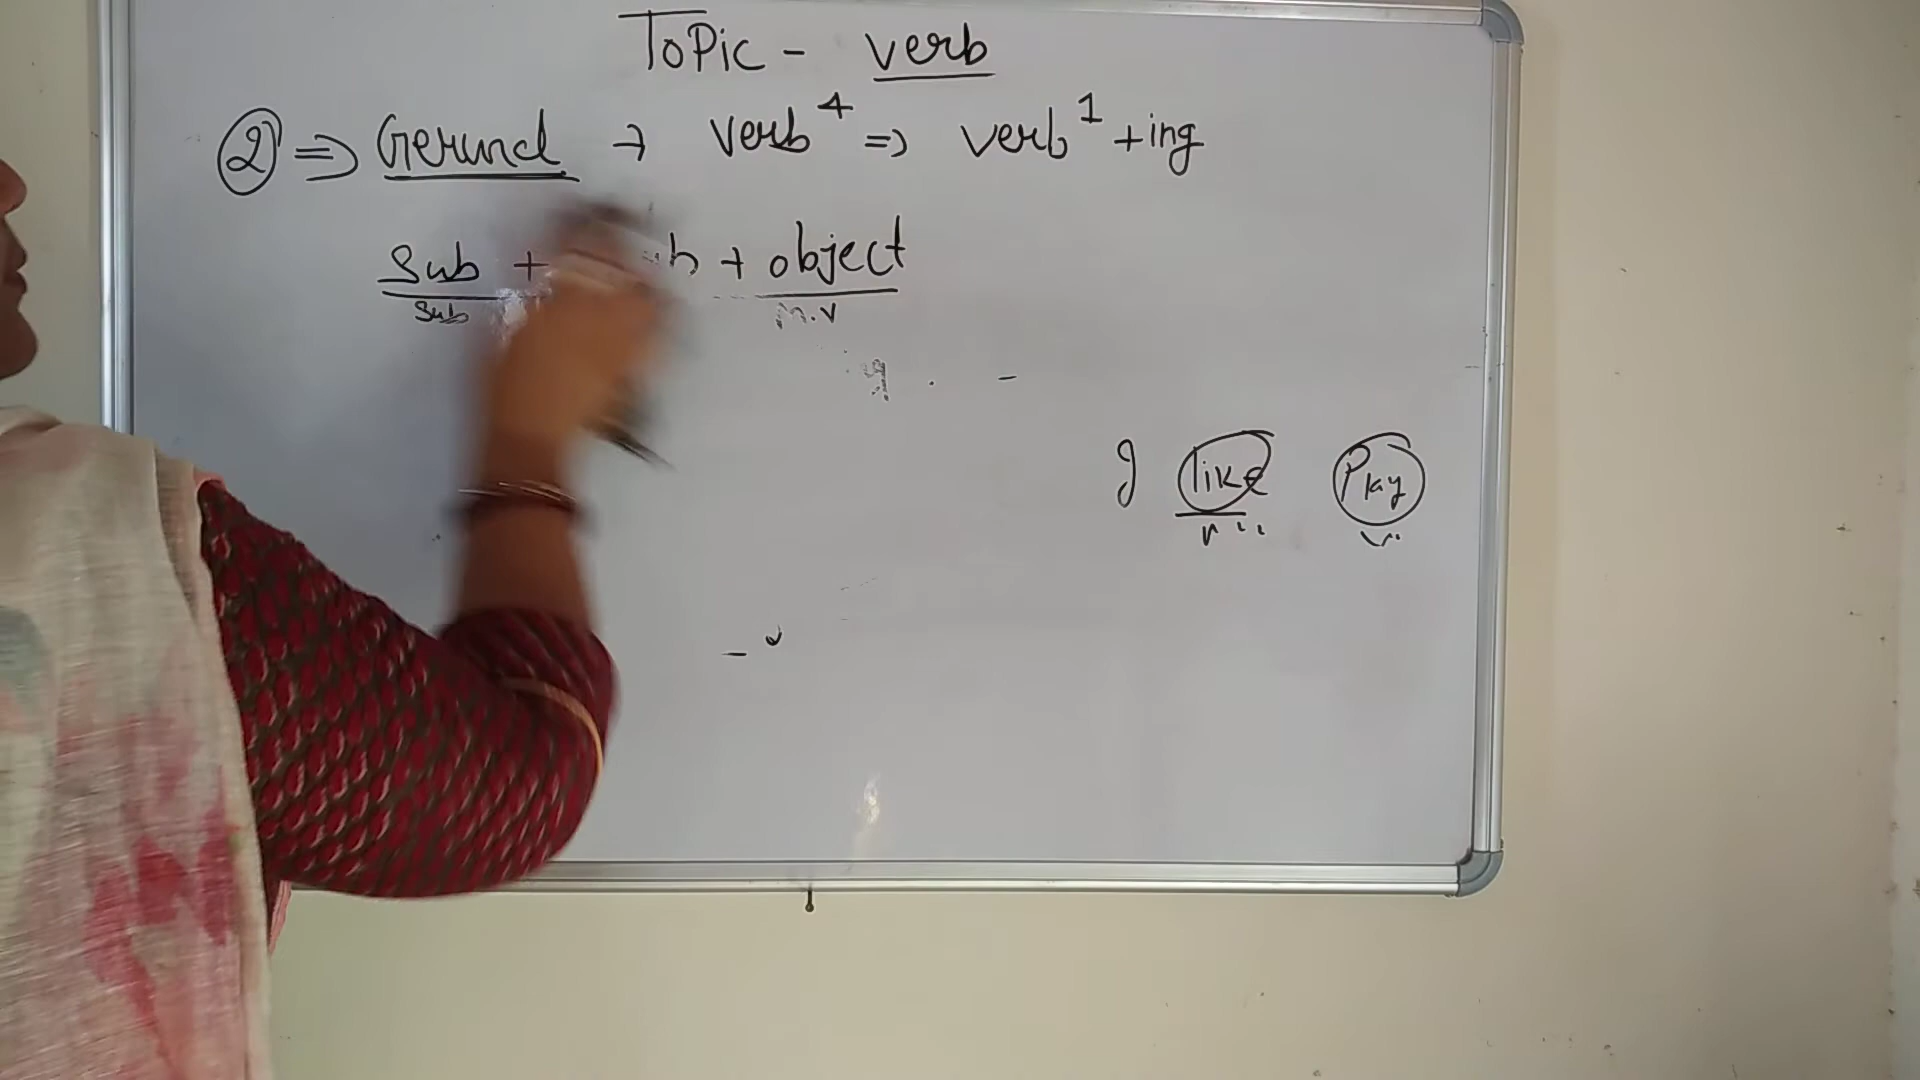 Topic - verb
② ⇒ Gerund → verb⁴ ⇒ verb¹ +ing
Sub + + object
Sub M.V
I like Play